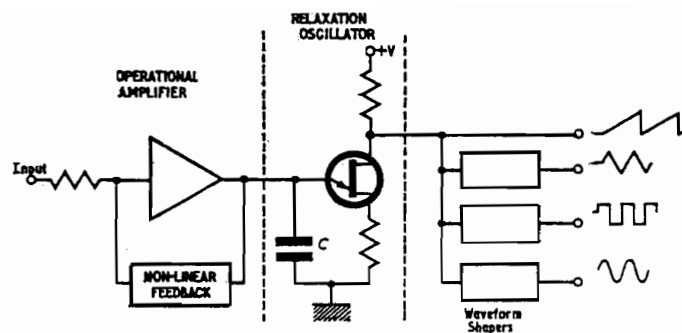 RELAXATION
OSCILLATOR
+V
OPERATIONAL
AMPLIFIER
Input
C
NON-LINEAR
FEEDBACK
Waveform
Shapers